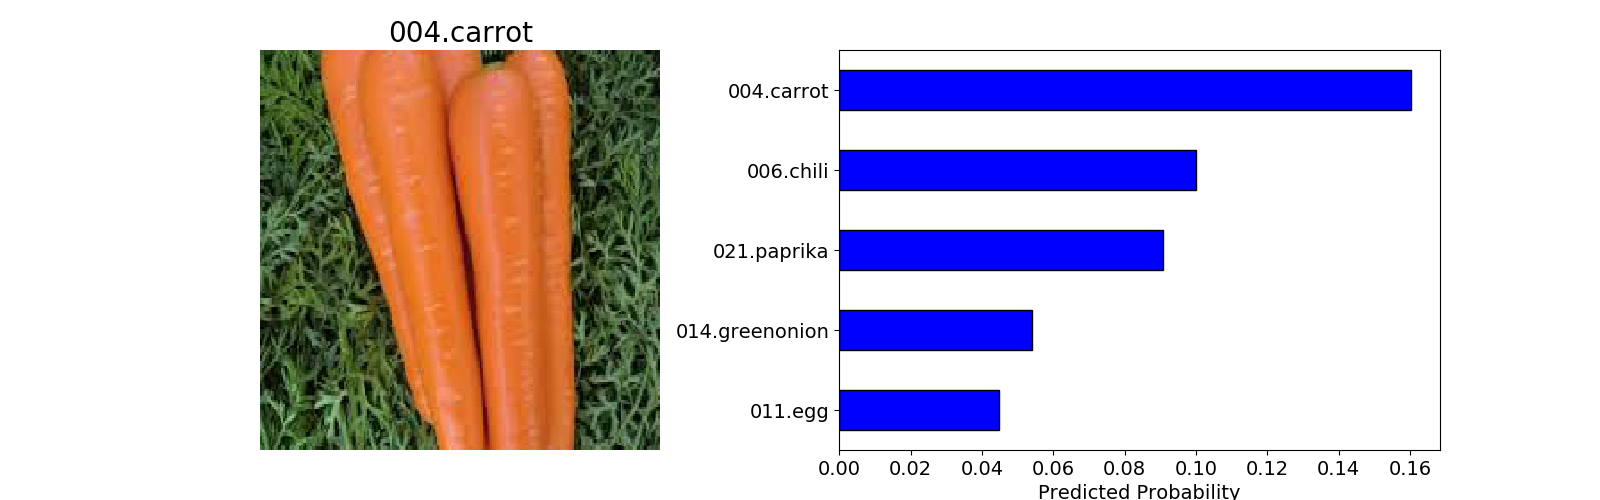 004.carrot
004.carrot
006.chili
021.paprika
014.greenonion
011.egg
0.00 0.02 0.04 0.06 0.08 0.10 0.12 0.14 0.16
Predicted Probability